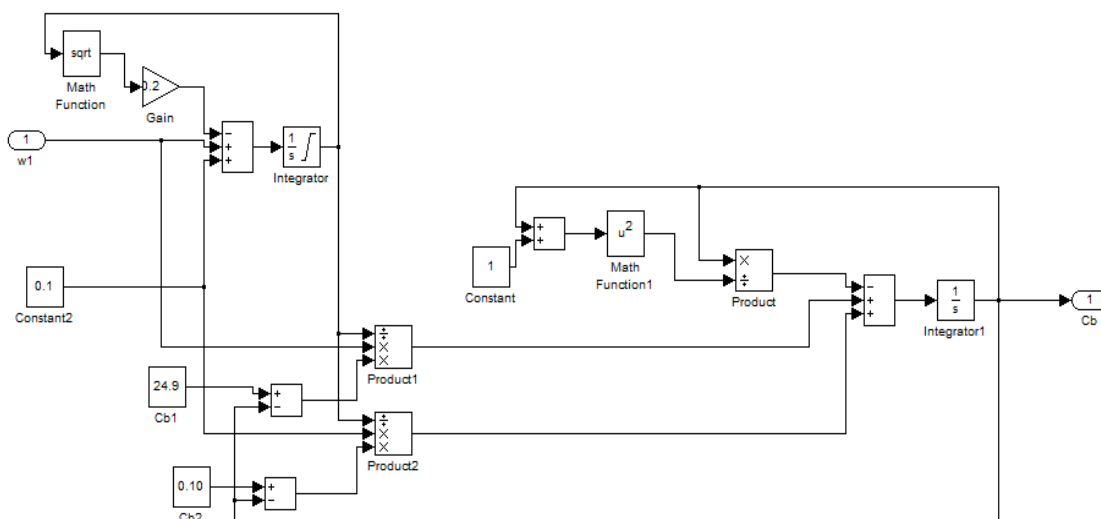 sqrt
Math
Function
0.2
Gain
1
w1
-
+
+
1
s
Integrator
0.1
Constant2
+
+
1
Constant
u2
Math
Function1
×
÷
Product
-
+
+
1
s
Integrator1
1
Cb
÷
×
×
Product1
24.9
Cb1
+
-
÷
×
×
Product2
0.10
Cb2
+
-